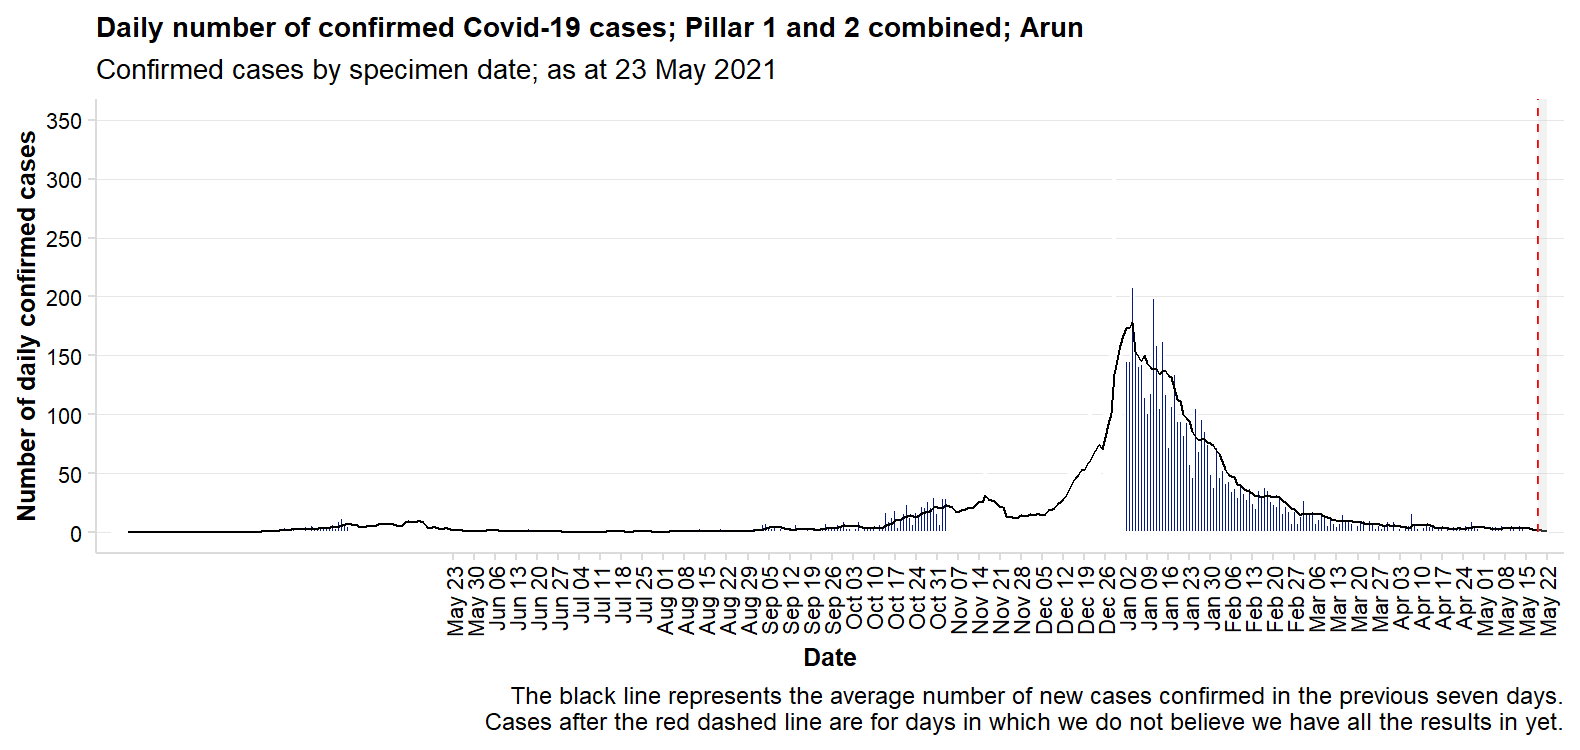 Daily number of confirmed Covid-19 cases; Pillar 1 and 2 combined; Arun
Confirmed cases by specimen date; as at 23 May 2021
Number of daily confirmed cases
350
300
250
200
150
100
50
0
May 23
May 30
Jun 06
Jun 13
Jun 20
Jun 27
Jul 04
Jul 11
Jul 18
Jul 25
Aug 01
Aug 08
Aug 15
Aug 22
Aug 29
Sep 05
Sep 12
Sep 19
Sep 26
Oct 03
Oct 10
Oct 17
Oct 24
Oct 31
Nov 07
Nov 14
Nov 21
Nov 28
Dec 05
Dec 12
Dec 19
Dec 26
Jan 02
Jan 09
Jan 16
Jan 23
Jan 30
Feb 06
Feb 13
Feb 20
Feb 27
Mar 06
Mar 13
Mar 20
Mar 27
Apr 03
Apr 10
Apr 17
Apr 24
May 01
May 08
May 15
May 22
Date
The black line represents the average number of new cases confirmed in the previous seven days.
Cases after the red dashed line are for days in which we do not believe we have all the results in yet.